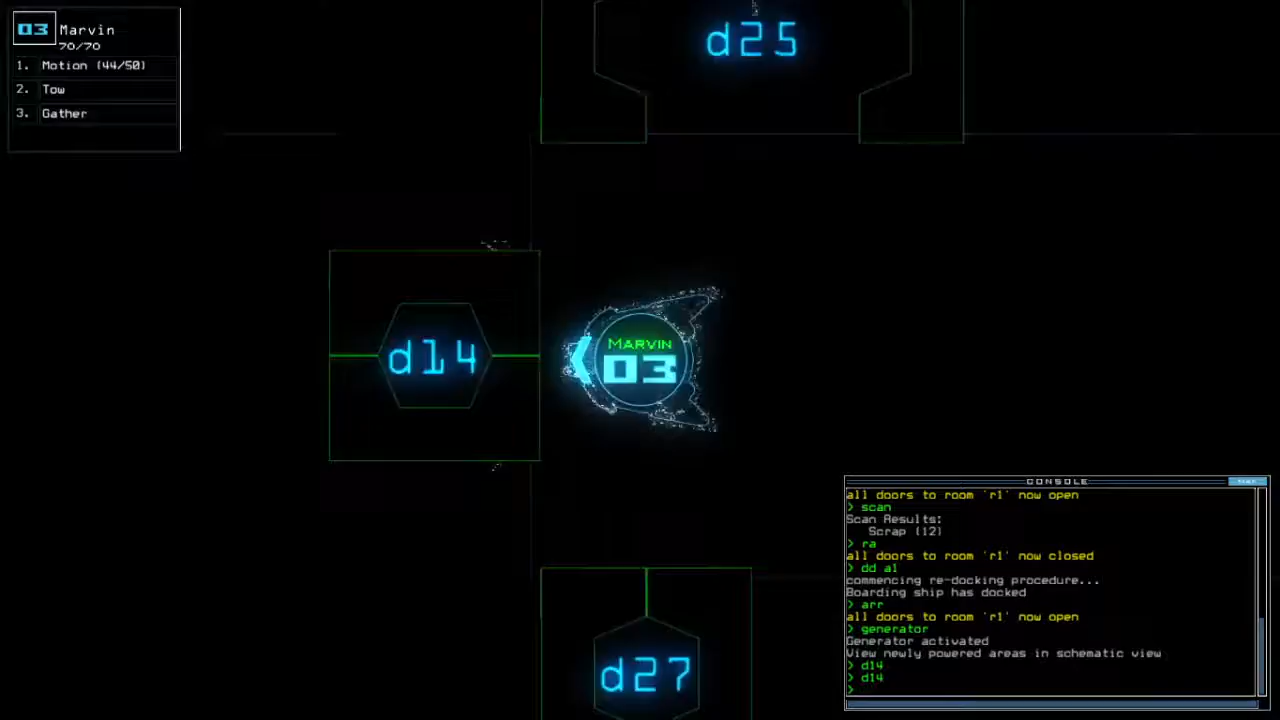 03 Marvin
70/70
1. Motion (44/50)
2. Tow
3. Gather
d25
d14
MARVIN
03
d27
CONSOLE
all doors to room 'r1' now open
> scan
Scan Results:
Scrap (12)
> ra
all doors to room 'r1' now closed
> dd a1
commencing re-docking procedure...
Boarding ship has docked
> arr
all doors to room 'r1' now open
> generator
Generator activated
View newly powered areas in schematic view
> d14
> d14
>